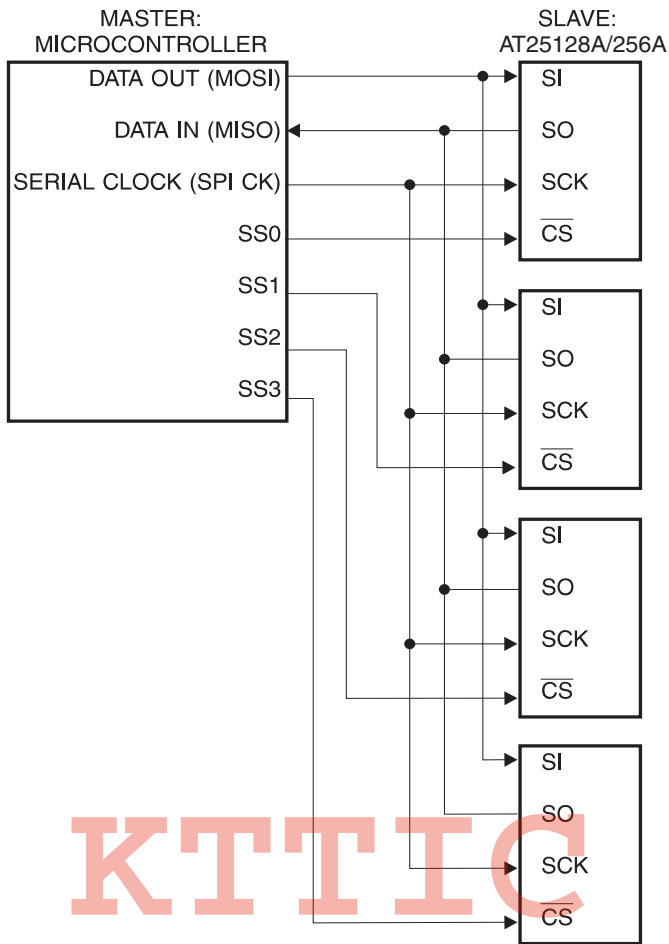 MASTER:
MICROCONTROLLER
DATA OUT (MOSI)
DATA IN (MISO)
SERIAL CLOCK (SPI CK)
SS0
SS1
SS2
SS3
SLAVE:
AT25128A/256A
SI
SO
SCK
CS
SI
SO
SCK
CS
SI
SO
SCK
CS
SI
SO
SCK
CS
KTTIC